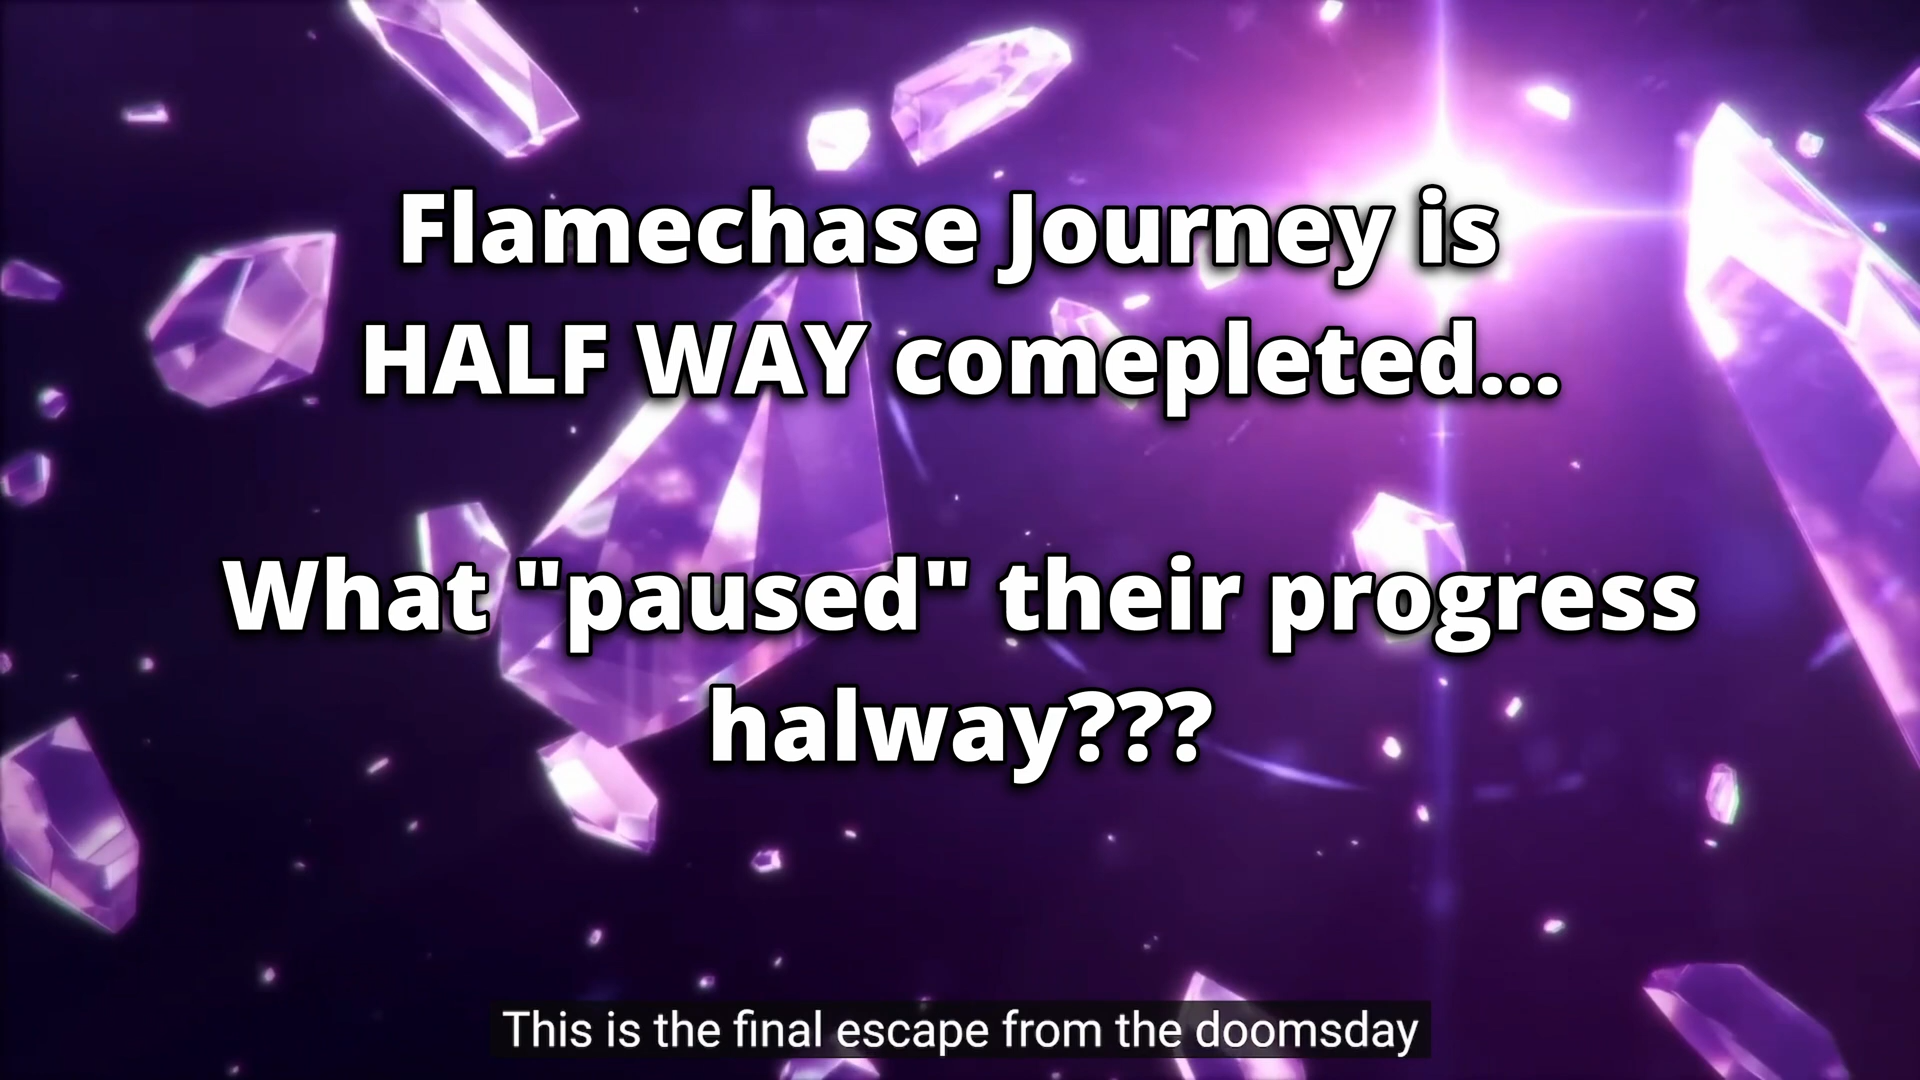 Flamechase Journey is
HALF WAY comepleted...
What "paused" their progress
halway???
This is the final escape from the doomsday